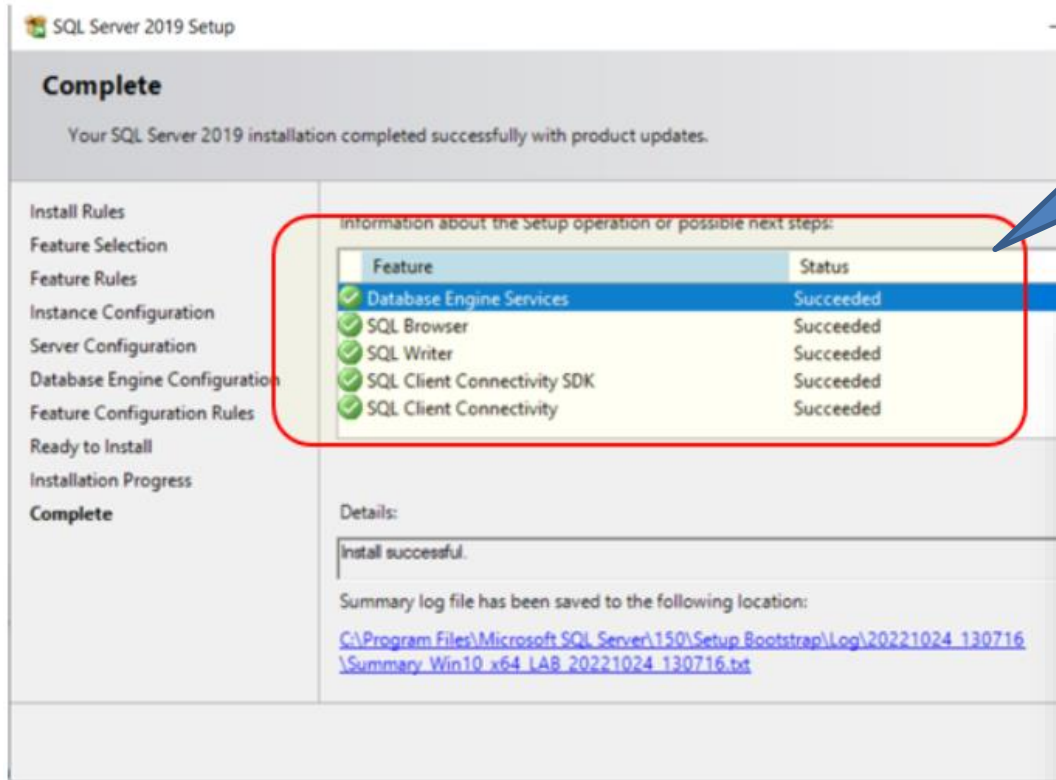 SQL Server 2019 Setup
Complete
Your SQL Server 2019 installation completed successfully with product updates.
Install Rules
Feature Selection
Feature Rules
Instance Configuration
Server Configuration
Database Engine Configuration
Feature Configuration Rules
Ready to Install
Installation Progress
Complete
Information about the Setup operation or possible next steps:
Feature Status
Database Engine Services Succeeded
SQL Browser Succeeded
SQL Writer Succeeded
SQL Client Connectivity SDK Succeeded
SQL Client Connectivity Succeeded
Details:
Install successful.
Summary log file has been saved to the following location:
C:\Program Files\Microsoft SQL Server\150\Setup Bootstrap\Log\20221024_130716
\Summary_Win10_x64_LAB_20221024_130716.txt